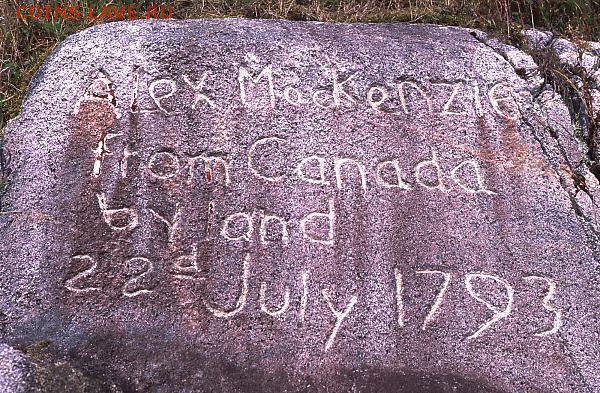 COINS.LAVE.RU
Alex MacKenzie
from Canada
by land
22d July 1793